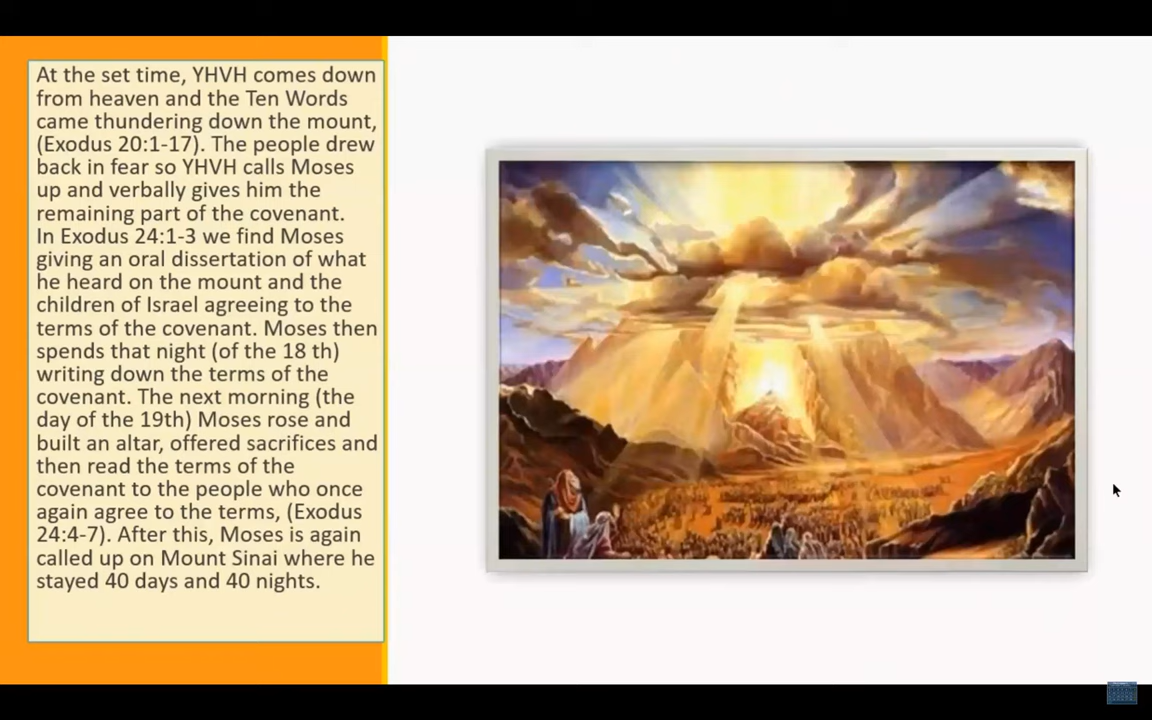 At the set time, YHVH comes down
from heaven and the Ten Words
came thundering down the mount,
(Exodus 20:1-17). The people drew
back in fear so YHVH calls Moses
up and verbally gives him the
remaining part of the covenant.
In Exodus 24:1-3 we find Moses
giving an oral dissertation of what
he heard on the mount and the
children of Israel agreeing to the
terms of the covenant. Moses then
spends that night (of the 18 th)
writing down the terms of the
covenant. The next morning (the
day of the 19th) Moses rose and
built an altar, offered sacrifices and
then read the terms of the
covenant to the people who once
again agree to the terms, (Exodus
24:4-7). After this, Moses is again
called up on Mount Sinai where he
stayed 40 days and 40 nights.